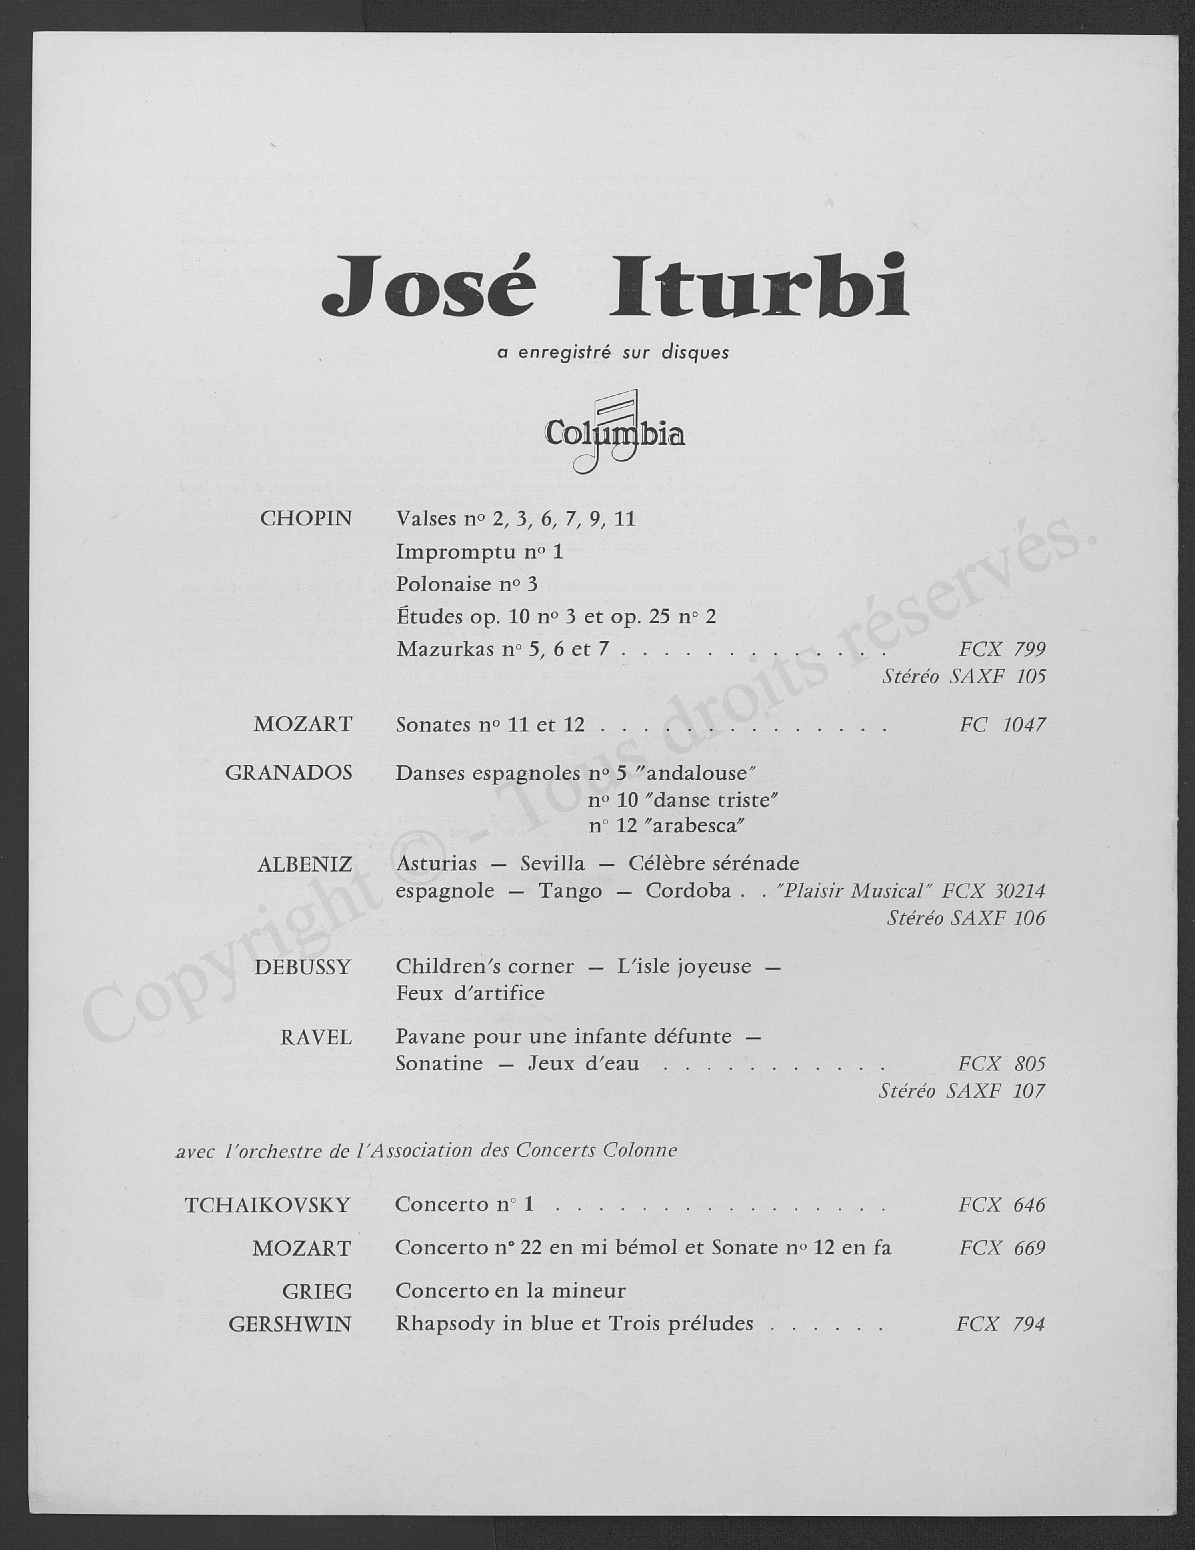 José Iturbi
a enregistré sur disques
Columbia
CHOPIN Valses nº 2, 3, 6, 7, 9, 11
Impromptu nº 1
Polonaise nº 3
Études op. 10 nº 3 et op. 25 n° 2
Mazurkas n° 5, 6 et 7 . . . . . . . . . . . . . FCX 799
Stéréo SAXF 105
MOZART Sonates nº 11 et 12 . . . . . . . . . . . . . . FC 1047
GRANADOS Danses espagnoles nº 5 "andalouse"
nº 10 "danse triste"
n° 12 "arabesca"
ALBENIZ Asturias — Sevilla — Célèbre sérénade
espagnole — Tango — Cordoba . . "Plaisir Musical" FCX 30214
Stéréo SAXF 106
DEBUSSY Children's corner — L'isle joyeuse —
Feux d'artifice
RAVEL Pavane pour une infante défunte —
Sonatine — Jeux d'eau . . . . . . . . . . . FCX 805
Stéréo SAXF 107
avec l'orchestre de l'Association des Concerts Colonne
TCHAIKOVSKY Concerto n° 1 . . . . . . . . . . . . . . . . FCX 646
MOZART Concerto n° 22 en mi bémol et Sonate nº 12 en fa FCX 669
GRIEG Concerto en la mineur
GERSHWIN Rhapsody in blue et Trois préludes . . . . . . FCX 794
Copyright © - Tous droits réservés.